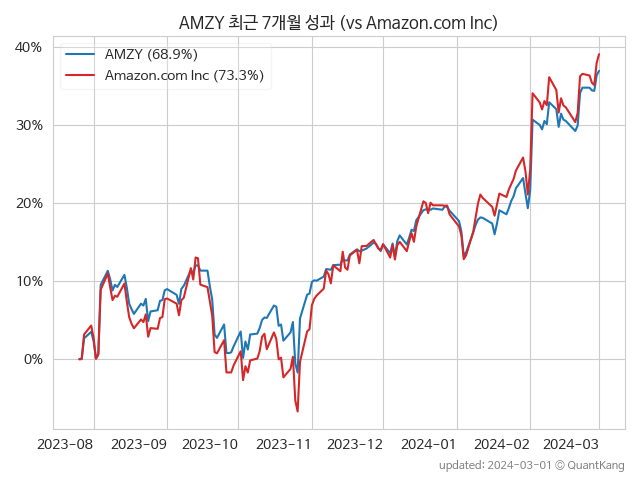 AMZY 최근 7개월 성과 (vs Amazon.com Inc)
40%
30%
20%
10%
0%
AMZY (68.9%)
Amazon.com Inc (73.3%)
2023-08 2023-09 2023-10 2023-11 2023-12 2024-01 2024-02 2024-03
updated: 2024-03-01 © QuantKang